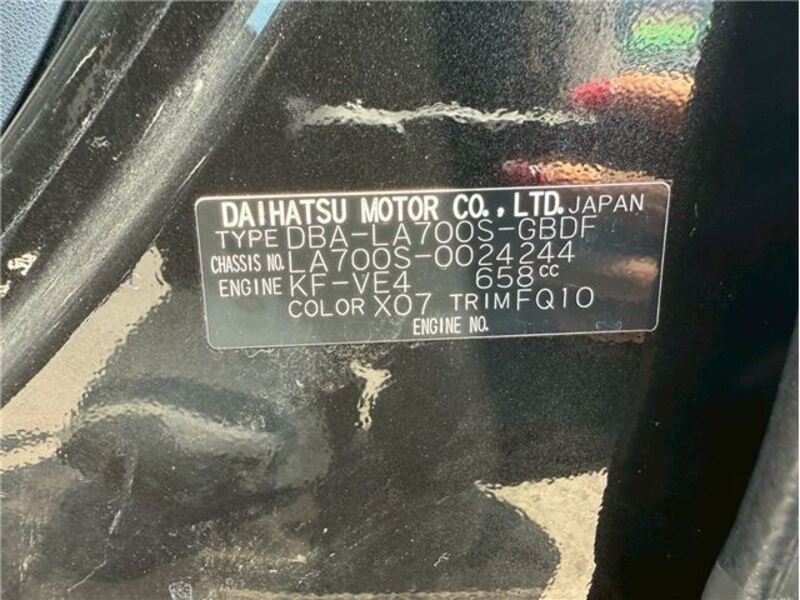 DAIHATSU MOTOR CO., LTD. JAPAN
TYPE DBA-LA700S-GBDF
CHASSIS NO. LA700S-0024244
ENGINE KF-VE4 658cc
COLOR X07 TRIM FQ10
ENGINE NO.